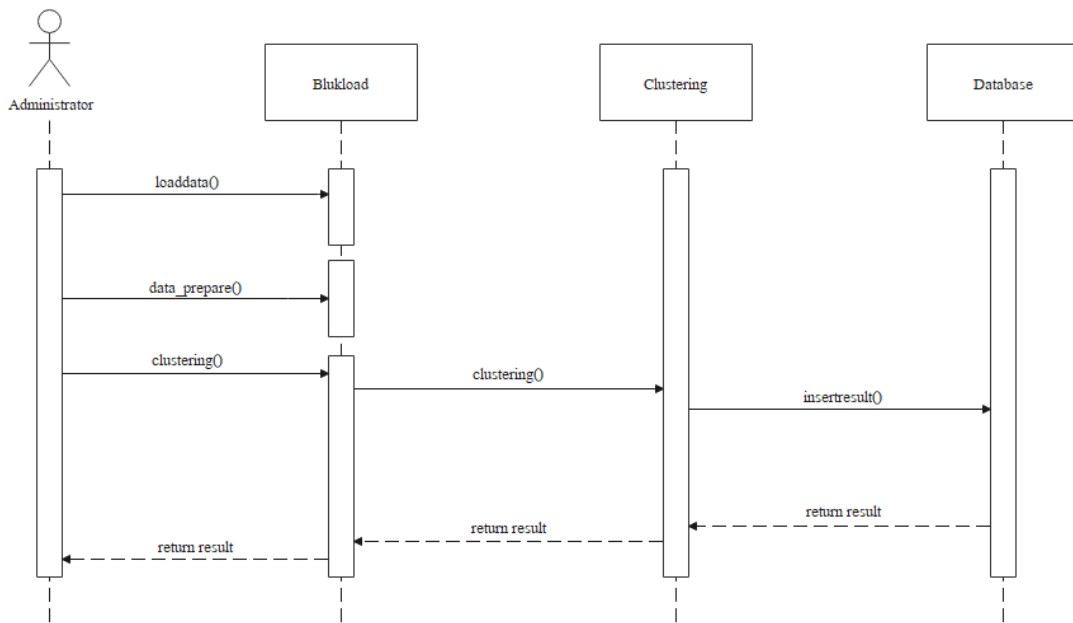 Administrator
Blukload
Clustering
Database
loaddata()
data_prepare()
clustering()
clustering()
insertresult()
return result
return result
return result